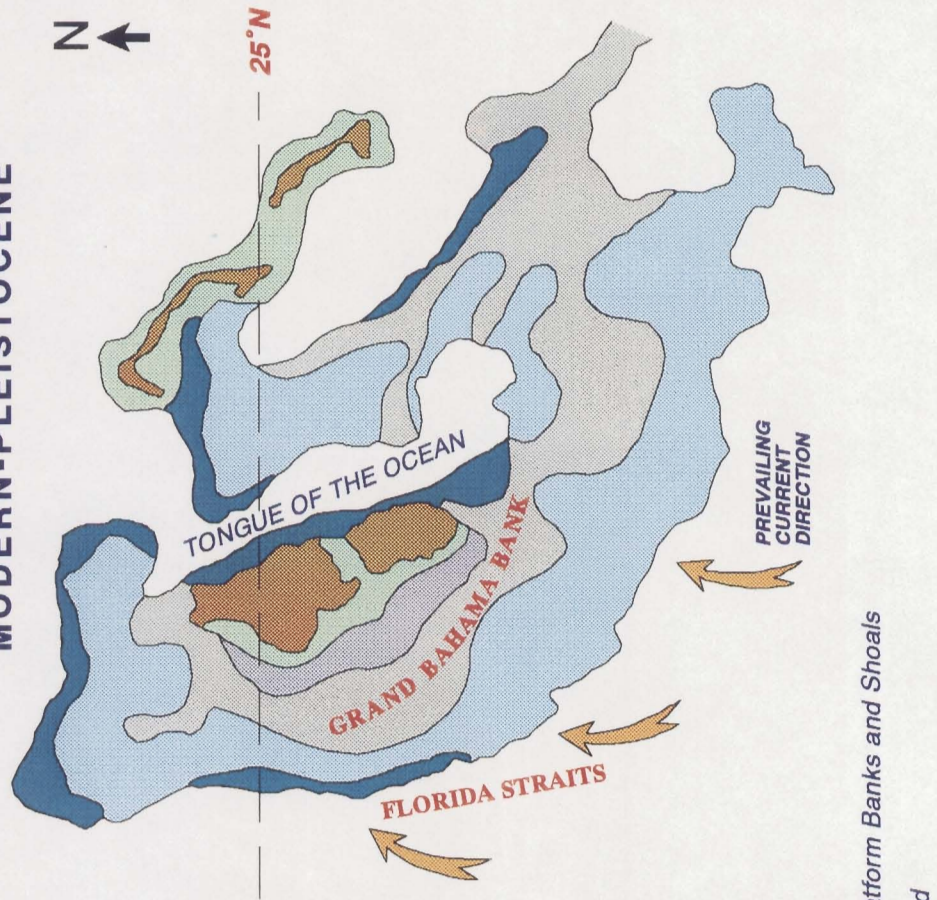 MODERN-PLEISTOCENE
N
25°N
TONGUE OF THE OCEAN
GRAND BAHAMA BANK
FLORIDA STRAITS
PREVAILING
CURRENT
DIRECTION
atform Banks and Shoals
d